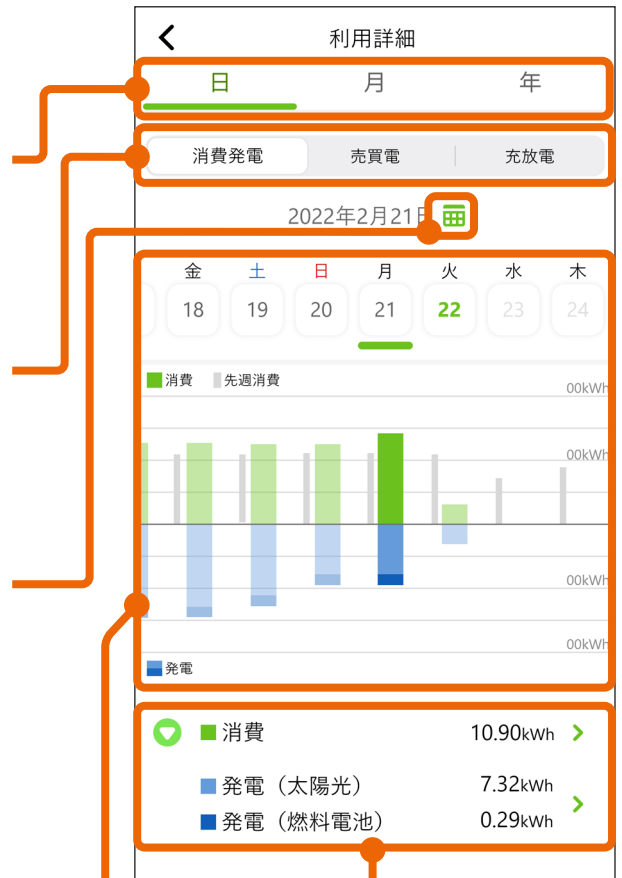 利用詳細
日 月 年
消費発電 売買電 充放電
2022年2月21日
金 土 日 月 火 水 木
18 19 20 21 22 23 24
消費 先週消費
00kWh
00kWh
00kWh
00kWh
発電
消費 10.90kWh
発電（太陽光） 7.32kWh
発電（燃料電池） 0.29kWh